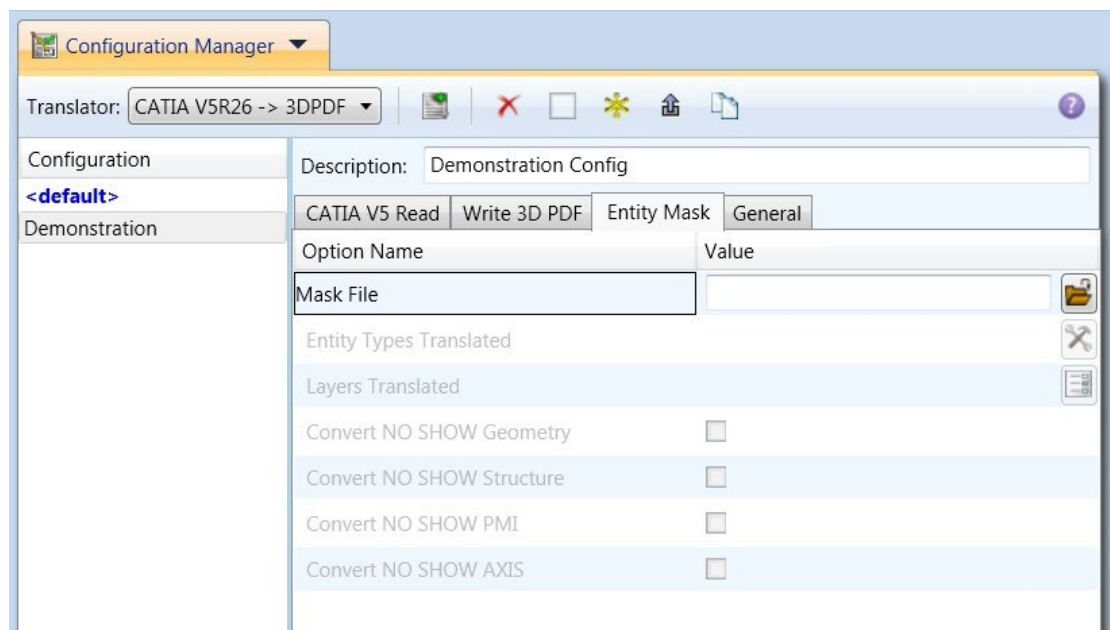 Configuration Manager
Translator: CATIA V5R26 -> 3DPDF
Configuration
<default>
Demonstration
Description: Demonstration Config
CATIA V5 Read Write 3D PDF Entity Mask General
Option Name Value
Mask File
Entity Types Translated
Layers Translated
Convert NO SHOW Geometry
Convert NO SHOW Structure
Convert NO SHOW PMI
Convert NO SHOW AXIS